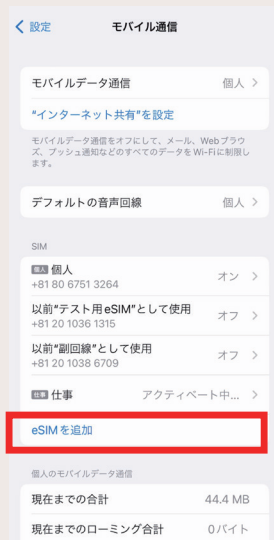 設定
モバイル通信
モバイルデータ通信 個人
“インターネット共有”を設定
モバイルデータ通信をオフにして、メール、Webブラウ
ズ、プッシュ通知などのすべてのデータをWi-Fiに制限し
ます。
デフォルトの音声回線 個人
SIM
個人 個人 オン
+81 80 6751 3264
以前“テスト用eSIM”として使用 オフ
+81 20 1036 1315
以前“副回線”として使用 オフ
+81 20 1038 6709
仕事 仕事 アクティベート中...
eSIMを追加
個人のモバイルデータ通信
現在までの合計 44.4 MB
現在までのローミング合計 0バイト